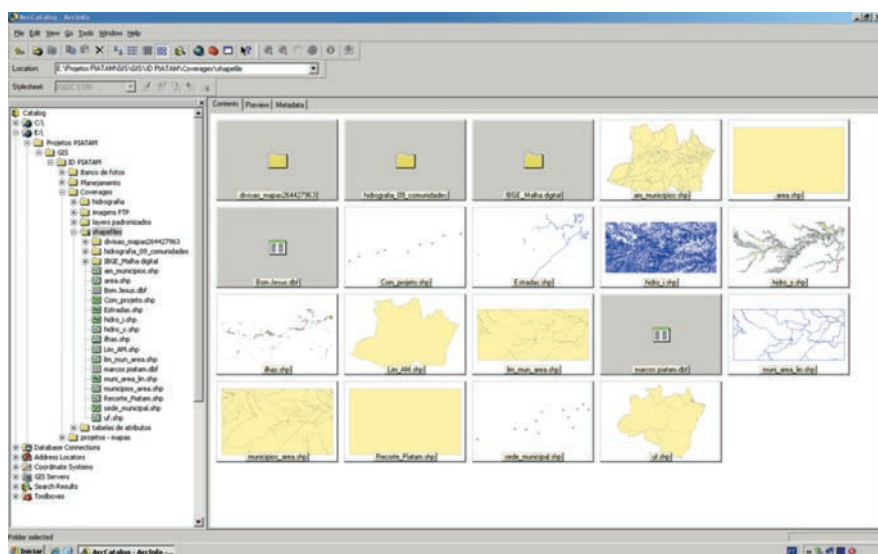 ArcCatalog - ArcInfo
File Edit View Go Tools Window Help
Location: E:\Projetos PIATAM\GIS\GIS\ID PIATAM\Coverages\shapefile
Stylesheet:
Contents Preview Metadata
Catalog
C:\
E:\
Projetos PIATAM
GIS
ID PIATAM
Banco de fotos
Planejamento
Coverages
hidrografia
imagens FTP
layers padronizados
shapefiles
divisao_mapas264427963
hidrografia_09_comunidades
IBGE_Malha digital
am_municipios.shp
area.shp
Bom Jesus.dbf
Com_projeto.shp
Estradas.shp
hidro_i.shp
hidro_v.shp
ilhas.shp
Lim_AM.shp
lim_mun_area.shp
marcos piatam.dbf
muni_area_lin.shp
municipios_area.shp
Recorte_Piatam.shp
sede_municipal.shp
uf.shp
tabelas de atributos
projetos - mapas
Database Connections
Address Locators
Coordinate Systems
GIS Servers
Search Results
Toolboxes
divisao_mapas264427963
hidrografia_09_comunidades
IBGE_Malha digital
am_municipios.shp
area.shp
Bom Jesus.dbf
Com_projeto.shp
Estradas.shp
hidro_i.shp
hidro_v.shp
ilhas.shp
Lim_AM.shp
lim_mun_area.shp
marcos piatam.dbf
muni_area_lin.shp
municipios_area.shp
Recorte_Piatam.shp
sede_municipal.shp
uf.shp
Folder selected
Iniciar
ArcCatalog - ArcInfo -...